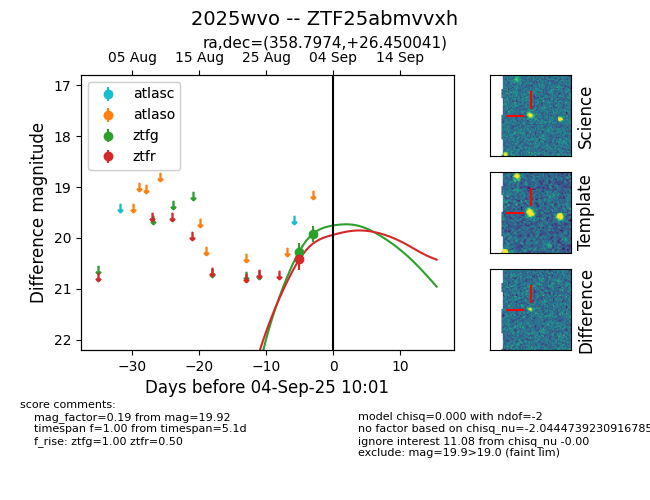 2025wvo -- ZTF25abmvvxh
ra,dec=(358.7974,+26.450041)
05 Aug 15 Aug 25 Aug 04 Sep 14 Sep
17
18
19
20
21
22
Difference magnitude
atlasc
atlaso
ztfg
ztfr
−30 −20 −10 0 10
Days before 04-Sep-25 10:01
Science
Template
Difference
score comments:
mag_factor=0.19 from mag=19.92
timespan f=1.00 from timespan=5.1d
f_rise: ztfg=1.00 ztfr=0.50
model chisq=0.000 with ndof=-2
no factor based on chisq_nu=-2.0444739230916785
ignore interest 11.08 from chisq_nu -0.00
exclude: mag=19.9>19.0 (faint lim)